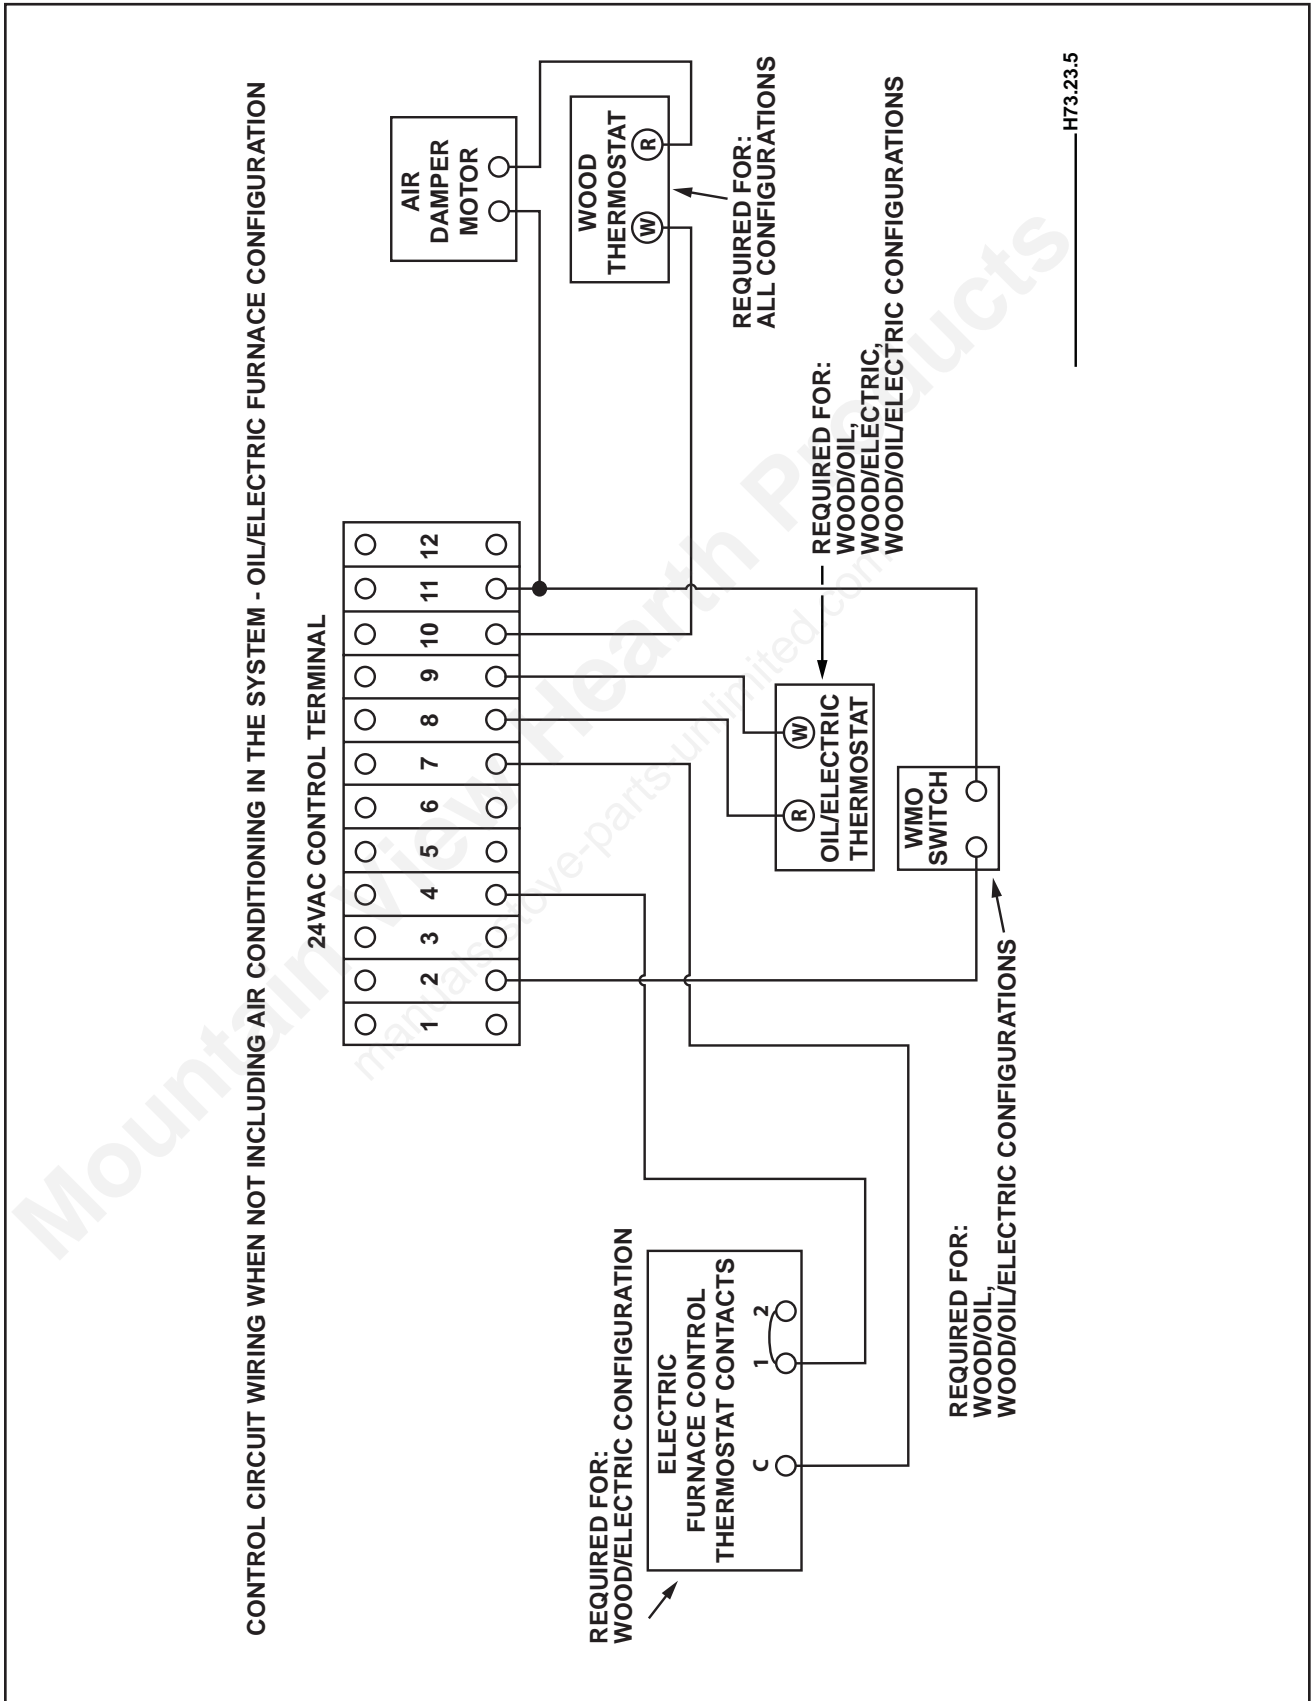 CONTROL CIRCUIT WIRING WHEN NOT INCLUDING AIR CONDITIONING IN THE SYSTEM - OIL/ELECTRIC FURNACE CONFIGURATION
24VAC CONTROL TERMINAL
1 2 3 4 5 6 7 8 9 10 11 12
AIR
DAMPER
MOTOR
WOOD
THERMOSTAT
W R
REQUIRED FOR:
ALL CONFIGURATIONS
REQUIRED FOR:
WOOD/OIL,
WOOD/ELECTRIC,
WOOD/OIL/ELECTRIC CONFIGURATIONS
R W
OIL/ELECTRIC
THERMOSTAT
WMO
SWITCH
REQUIRED FOR:
WOOD/OIL,
WOOD/OIL/ELECTRIC CONFIGURATIONS
REQUIRED FOR:
WOOD/ELECTRIC CONFIGURATION
ELECTRIC
FURNACE CONTROL
THERMOSTAT CONTACTS
C 1 2
H73.23.5
Mountain View Hearth Products
manuals.stove-parts-unlimited.com